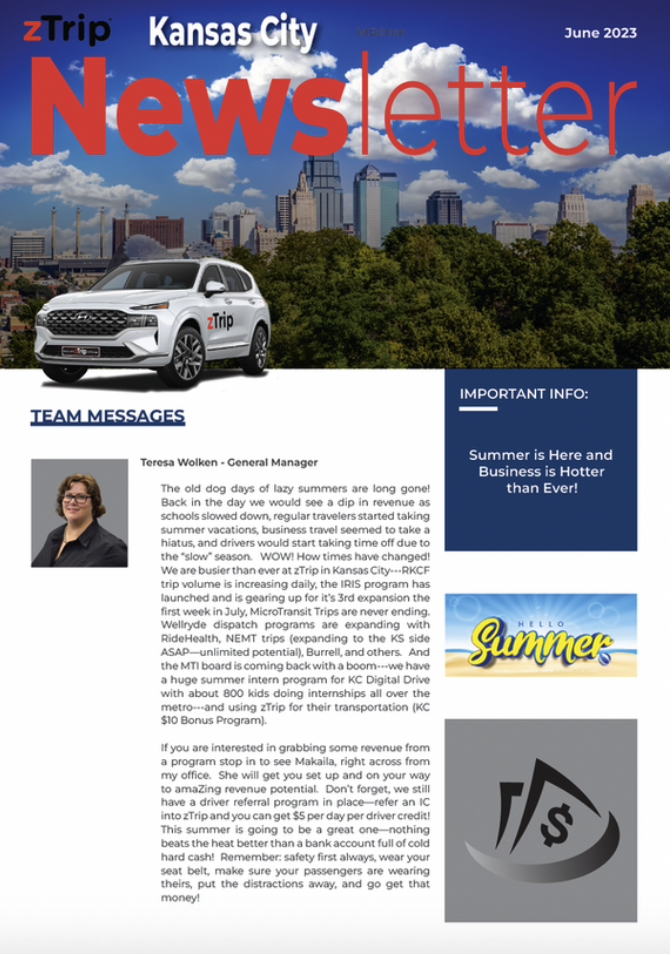 zTrip
Kansas City
June 2023
Newsletter
zTrip
TEAM MESSAGES
IMPORTANT INFO:
Summer is Here and
Business is Hotter
than Ever!
Teresa Wolken - General Manager
The old dog days of lazy summers are long gone!
Back in the day we would see a dip in revenue as
schools slowed down, regular travelers started taking
summer vacations, business travel seemed to take a
hiatus, and drivers would start taking time off due to
the “slow” season. WOW! How times have changed!
We are busier than ever at zTrip in Kansas City---RKCF
trip volume is increasing daily, the IRIS program has
launched and is gearing up for it’s 3rd expansion the
first week in July, MicroTransit Trips are never ending.
Wellryde dispatch programs are expanding with
RideHealth, NEMT trips (expanding to the KS side
ASAP—unlimited potential), Burrell, and others. And
the MTI board is coming back with a boom---we have
a huge summer intern program for KC Digital Drive
with about 800 kids doing internships all over the
metro---and using zTrip for their transportation (KC
$10 Bonus Program).
If you are interested in grabbing some revenue from
a program stop in to see Makaila, right across from
my office. She will get you set up and on your way
to amaZing revenue potential. Don’t forget, we still
have a driver referral program in place—refer an IC
into zTrip and you can get $5 per day per driver credit!
This summer is going to be a great one—nothing
beats the heat better than a bank account full of cold
hard cash! Remember: safety first always, wear your
seat belt, make sure your passengers are wearing
theirs, put the distractions away, and go get that
money!
HELLO
Summer
$